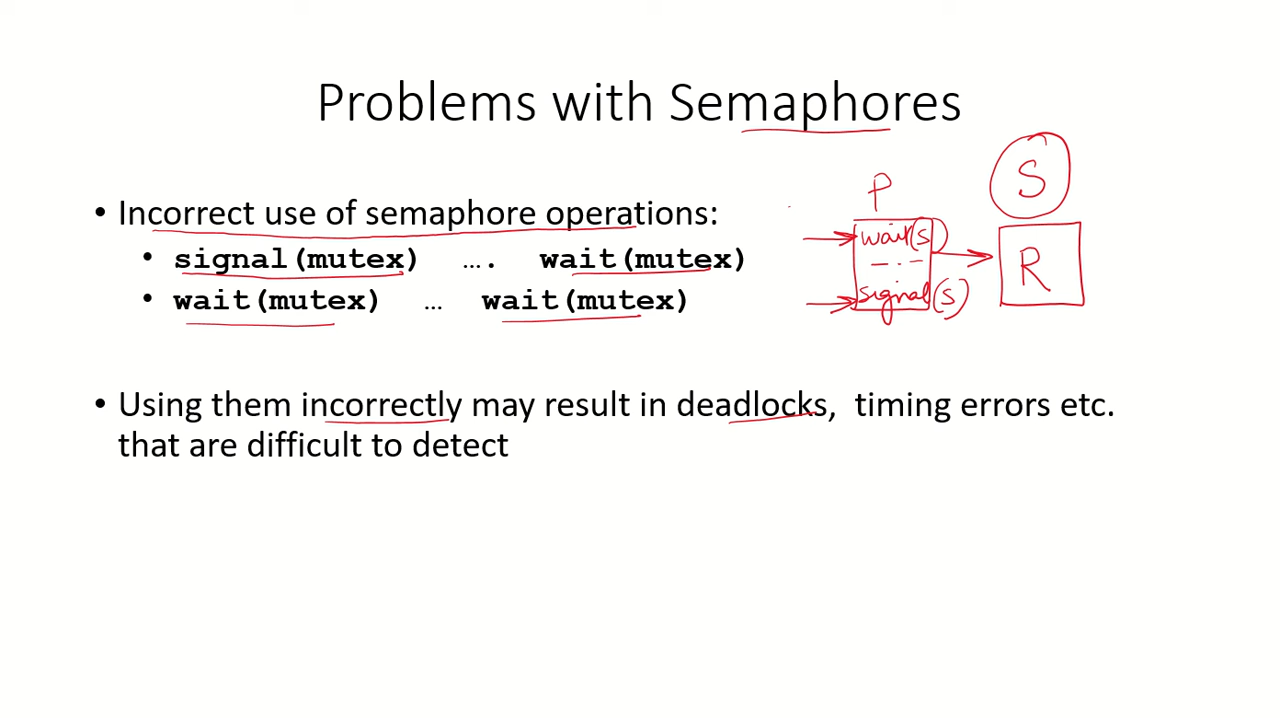 Problems with Semaphores
• Incorrect use of semaphore operations:
• signal(mutex) …. wait(mutex)
• wait(mutex) … wait(mutex)
P
S
wait(s)
signal(s)
R
• Using them incorrectly may result in deadlocks, timing errors etc.
that are difficult to detect